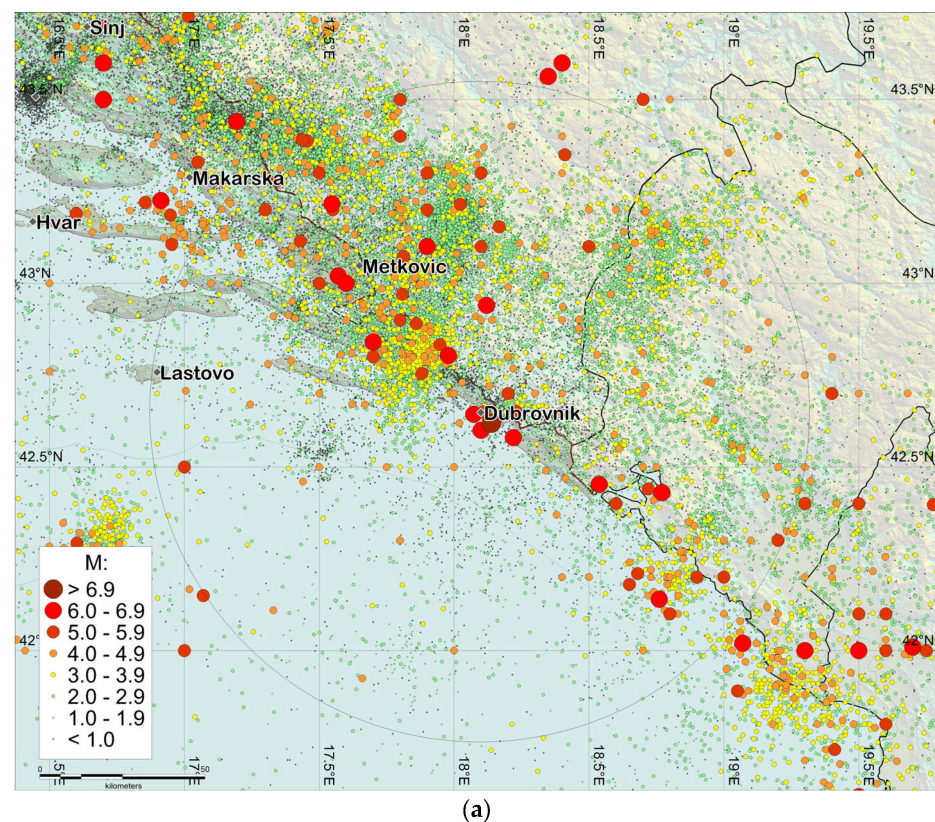 Sinj
16.5°E
17°E
17.5°E
18°E
18.5°E
19°E
19.5°E
43.5°N
43.5°N
Makarska
Hvar
Metkovic
43°N
43°N
Lastovo
Dubrovnik
42.5°N
42.5°N
M:
> 6.9
6.0 - 6.9
5.0 - 5.9
4.0 - 4.9
3.0 - 3.9
2.0 - 2.9
1.0 - 1.9
< 1.0
42°
42°N
0 50
kilometers
5°E
17°E
17.5°E
18°E
18.5°E
19°E
19.5°E
(a)